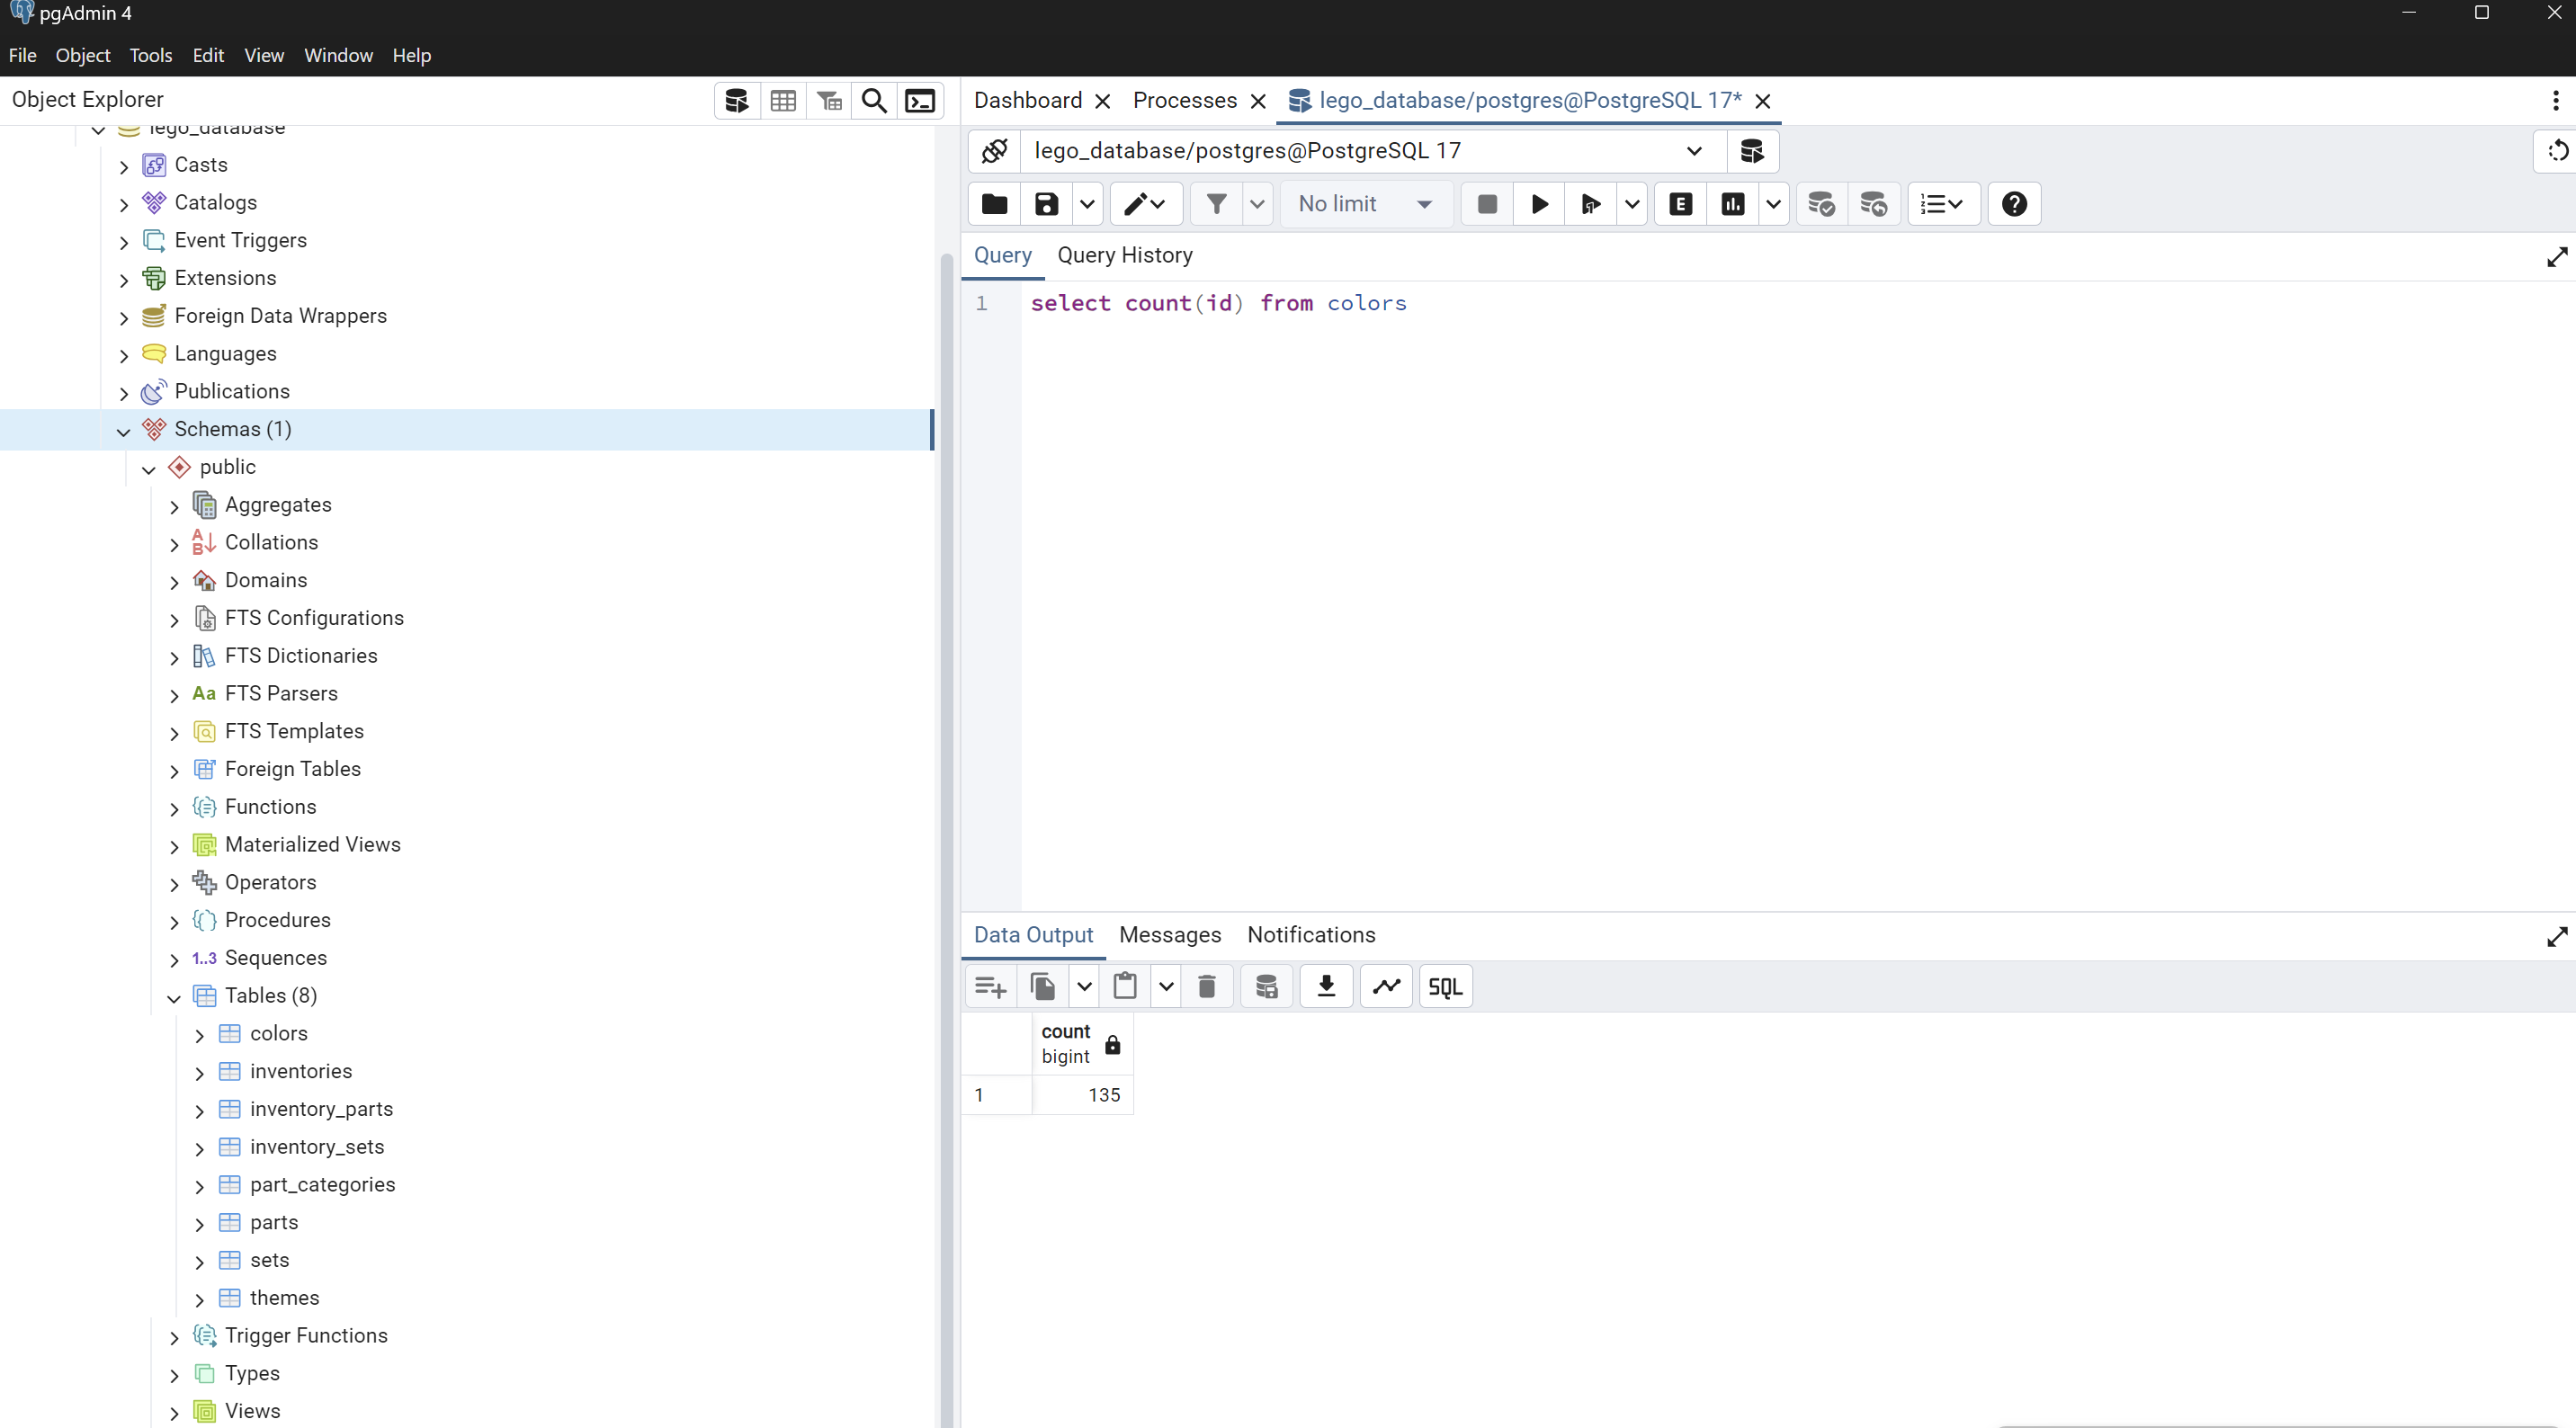 pgAdmin 4
File Object Tools Edit View Window Help
Object Explorer
lego_database
Casts
Catalogs
Event Triggers
Extensions
Foreign Data Wrappers
Languages
Publications
Schemas (1)
public
Aggregates
Collations
Domains
FTS Configurations
FTS Dictionaries
Aa FTS Parsers
FTS Templates
Foreign Tables
Functions
Materialized Views
Operators
Procedures
1..3 Sequences
Tables (8)
colors
inventories
inventory_parts
inventory_sets
part_categories
parts
sets
themes
Trigger Functions
Types
Views
Dashboard Processes lego_database/postgres@PostgreSQL 17*
lego_database/postgres@PostgreSQL 17
No limit E
Query Query History
1 select count(id) from colors
Data Output Messages Notifications
SQL
count
bigint
1 135